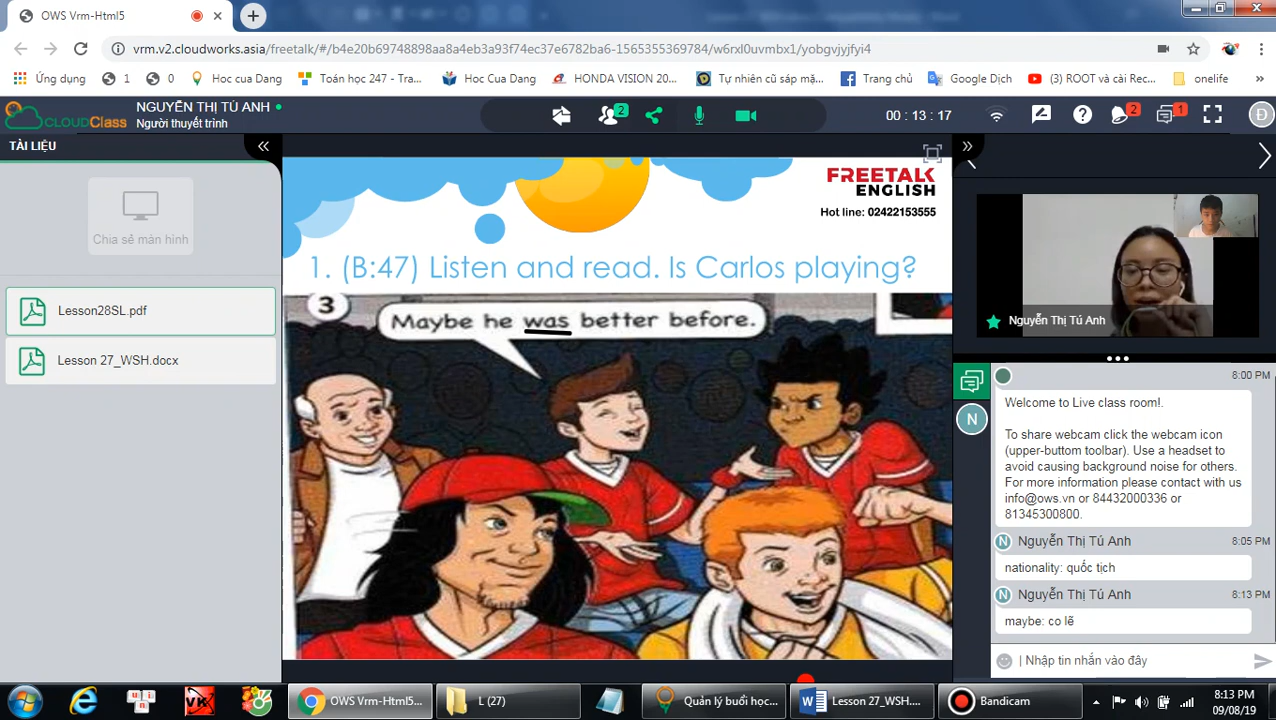 OWS Vrm-Html5
vrm.v2.cloudworks.asia/freetalk/#/b4e20b69748898aa8a4eb3a93f74ec37e6782ba6-1565355369784/w6rxl0uvmbx1/yobgvjyjfyi4
Ứng dụng
1
0
Hoc cua Dang
Toán học 247 - Tra...
Học Cua Dang
HONDA VISION 20...
Tự nhiên cũ sáp mặ...
Trang chủ
Google Dịch
(3) ROOT và cài Rec...
onelife
»
CLOUDClass
NGUYỄN THỊ TÚ ANH
Người thuyết trình
2
00 : 13 : 17
2
1
Đ
TÀI LIỆU
Chia sẻ màn hình
Lesson28SL.pdf
Lesson 27_WSH.docx
FREETALK
ENGLISH
Hot line: 02422153555
1. (B:47) Listen and read. Is Carlos playing?
3
Maybe he was better before.
Nguyễn Thị Tú Anh
8:00 PM
Welcome to Live class room!.
To share webcam click the webcam icon
(upper-buttom toolbar). Use a headset to
avoid causing background noise for others.
For more information please contact with us
info@ows.vn or 84432000336 or
81345300800.
N
N Nguyễn Thị Tú Anh 8:05 PM
nationality: quốc tịch
N Nguyễn Thị Tú Anh 8:13 PM
maybe: co lẽ
Nhập tin nhắn vào đây
OWS Vrm-Html5...
L (27)
Quản lý buổi học...
Lesson 27_WSH....
Bandicam
8:13 PM
09/08/19